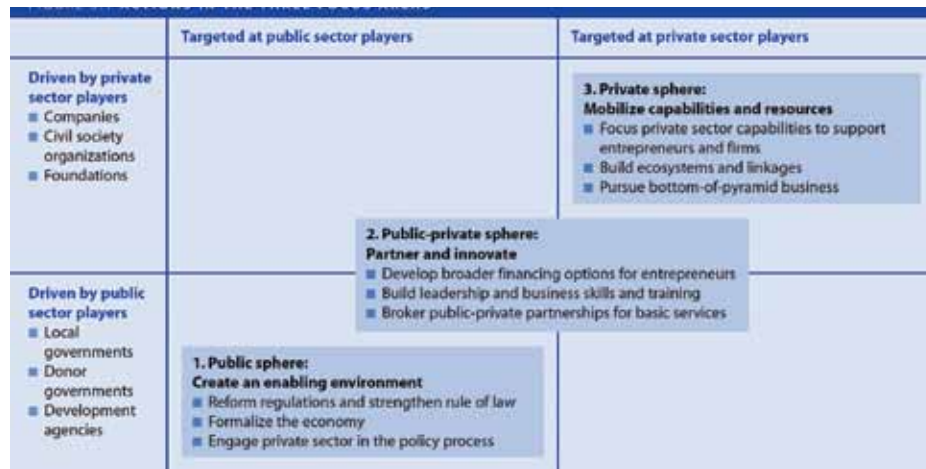 Targeted at public sector players
Targeted at private sector players
Driven by private
sector players
Companies
Civil society
organizations
Foundations
3. Private sphere:
Mobilize capabilities and resources
Focus private sector capabilities to support
entrepreneurs and firms
Build ecosystems and linkages
Pursue bottom-of-pyramid business
2. Public-private sphere:
Partner and innovate
Develop broader financing options for entrepreneurs
Build leadership and business skills and training
Broker public-private partnerships for basic services
Driven by public
sector players
Local
governments
Donor
governments
Development
agencies
1. Public sphere:
Create an enabling environment
Reform regulations and strengthen rule of law
Formalize the economy
Engage private sector in the policy process